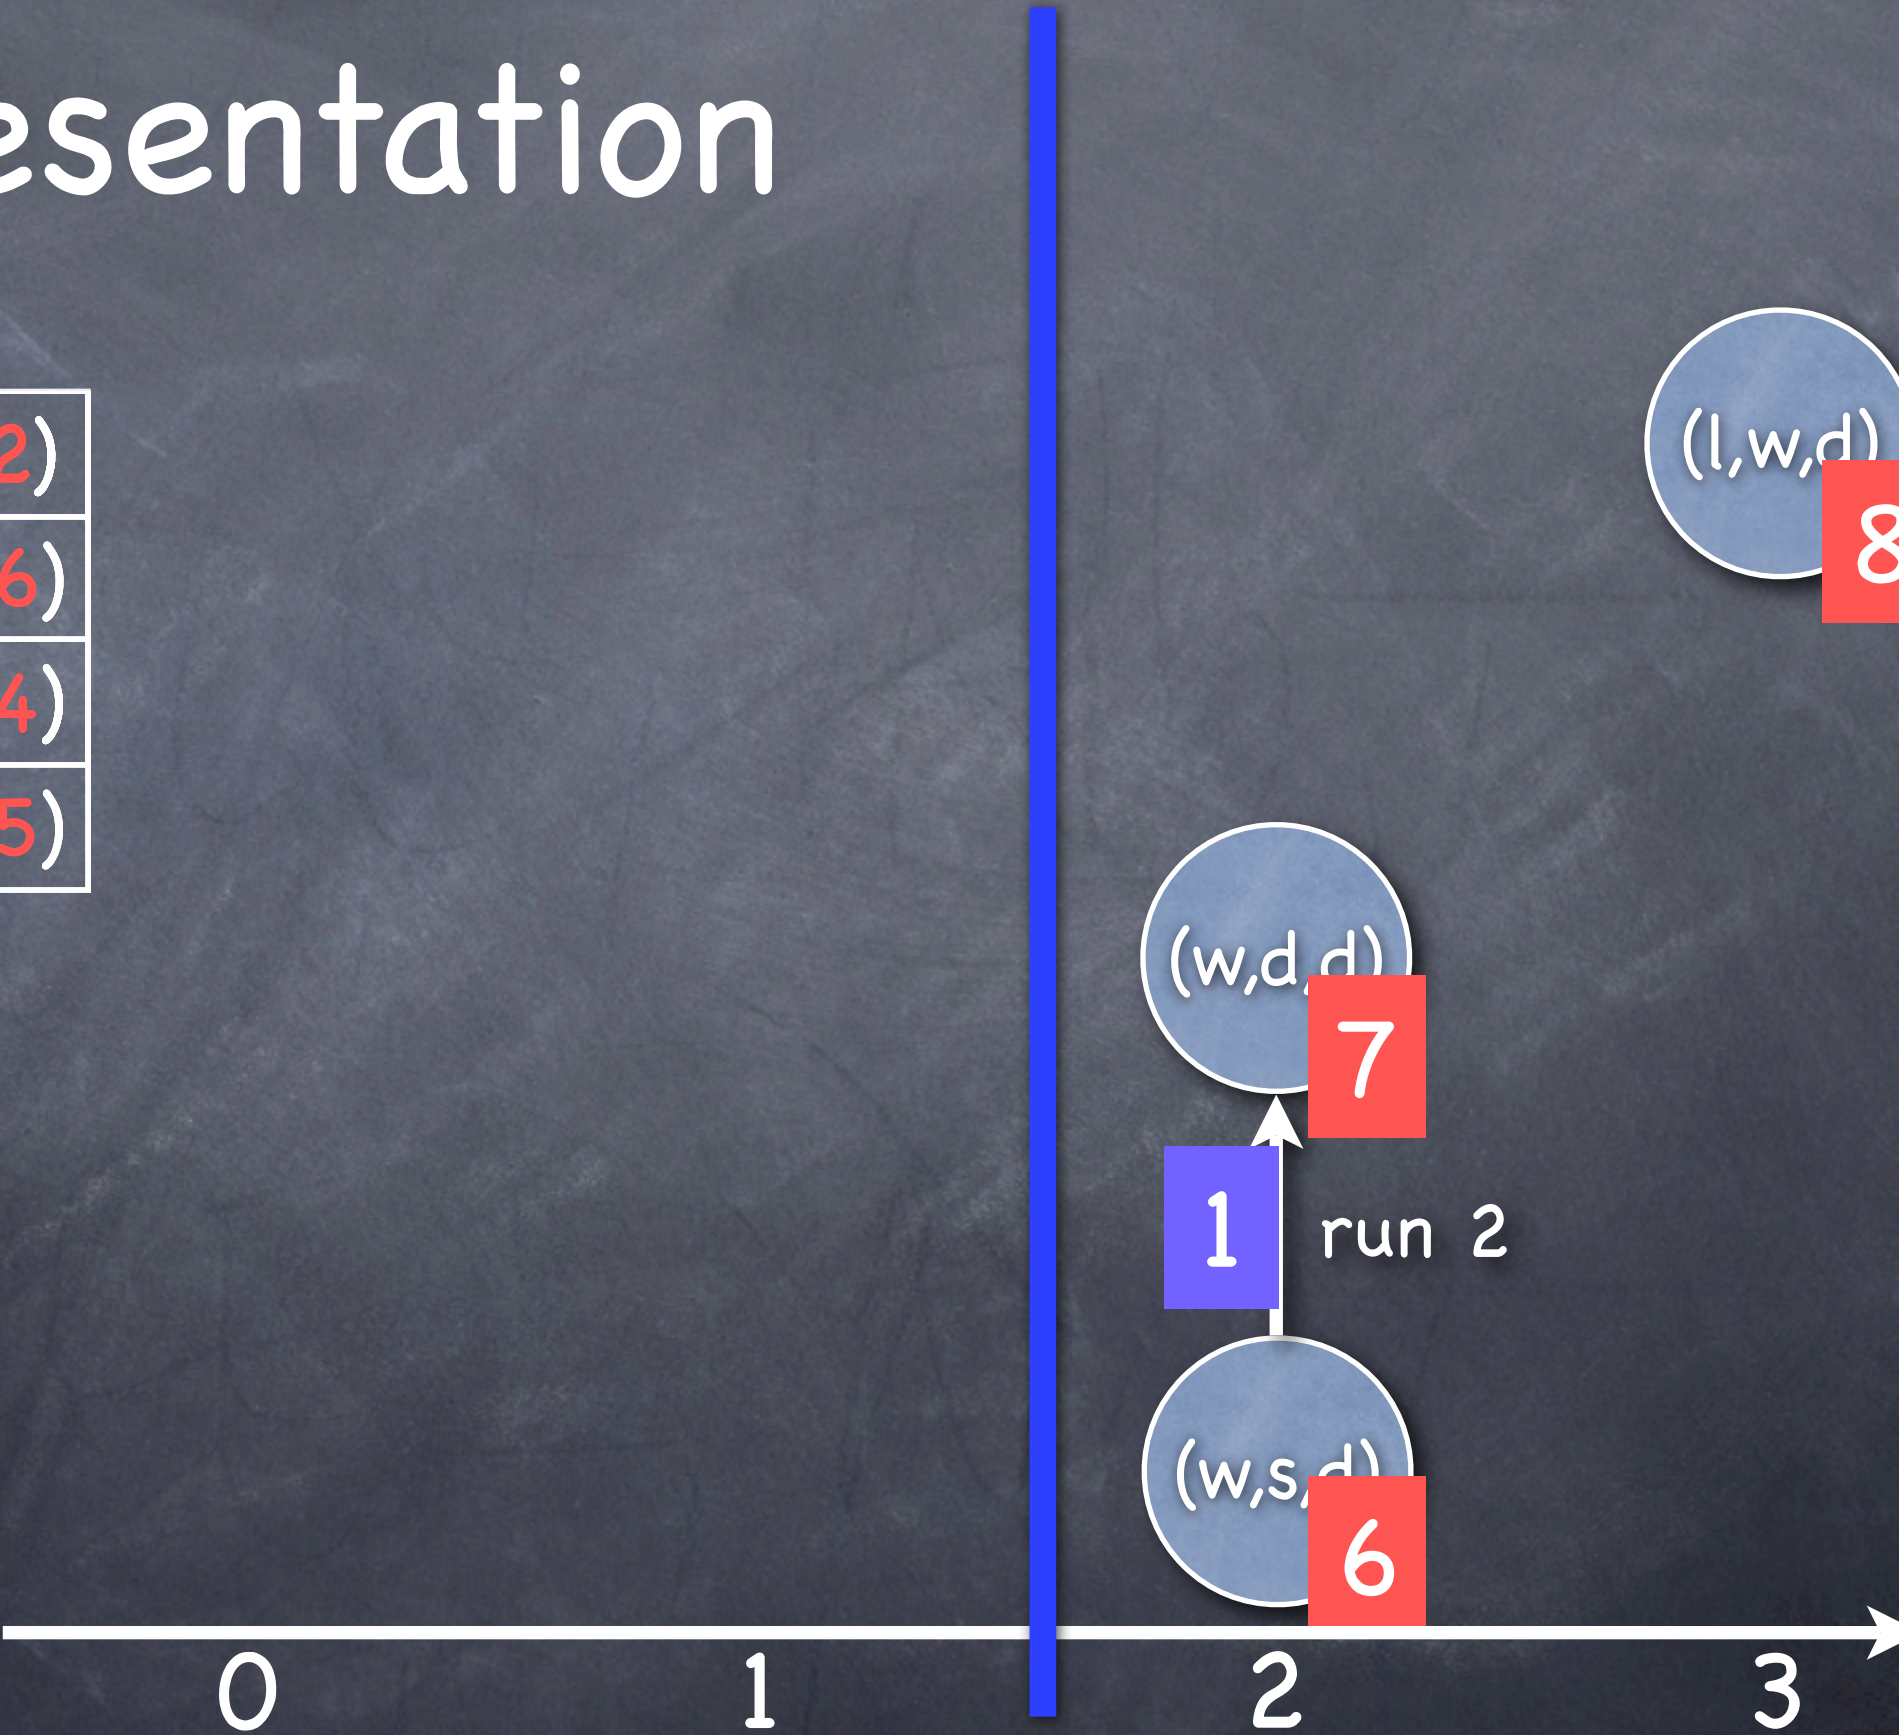 esentation
2)
6)
4)
5)
(l,w,d)
8
(w,d,d)
7
1 run 2
(w,s,d)
6
0 1 2 3